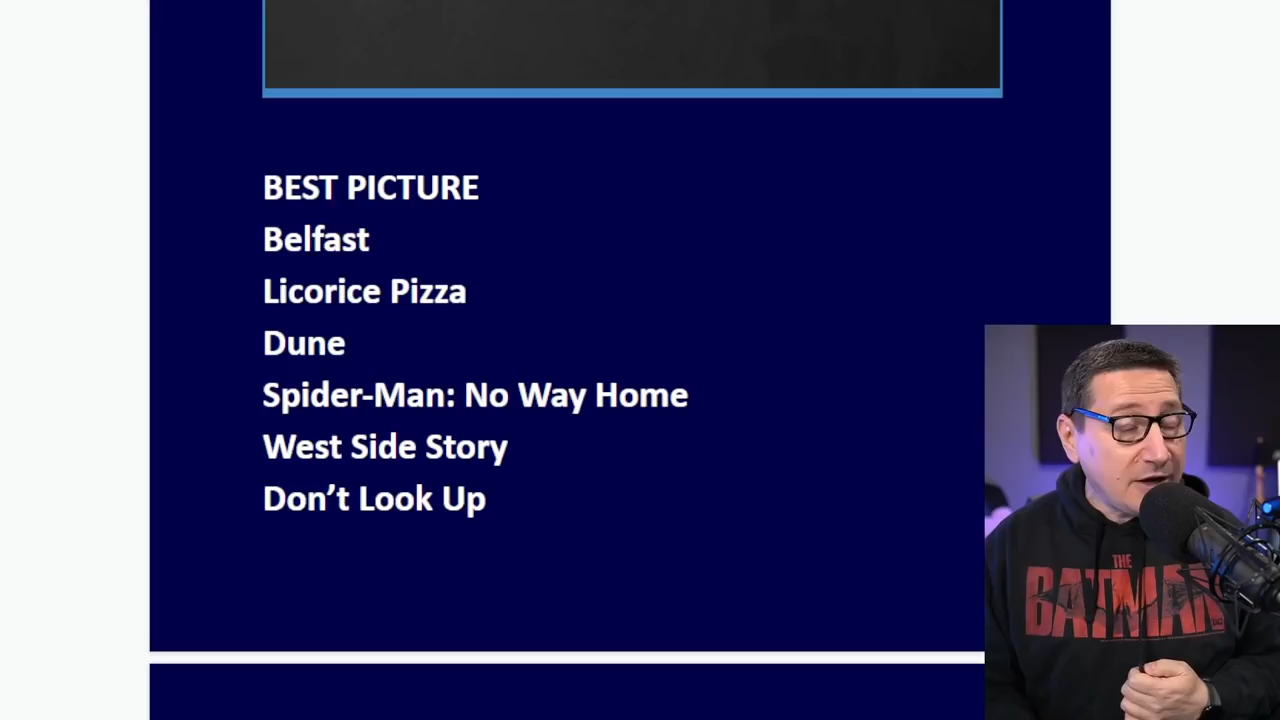 BEST PICTURE
Belfast
Licorice Pizza
Dune
Spider-Man: No Way Home
West Side Story
Don’t Look Up
THE
BATMAN